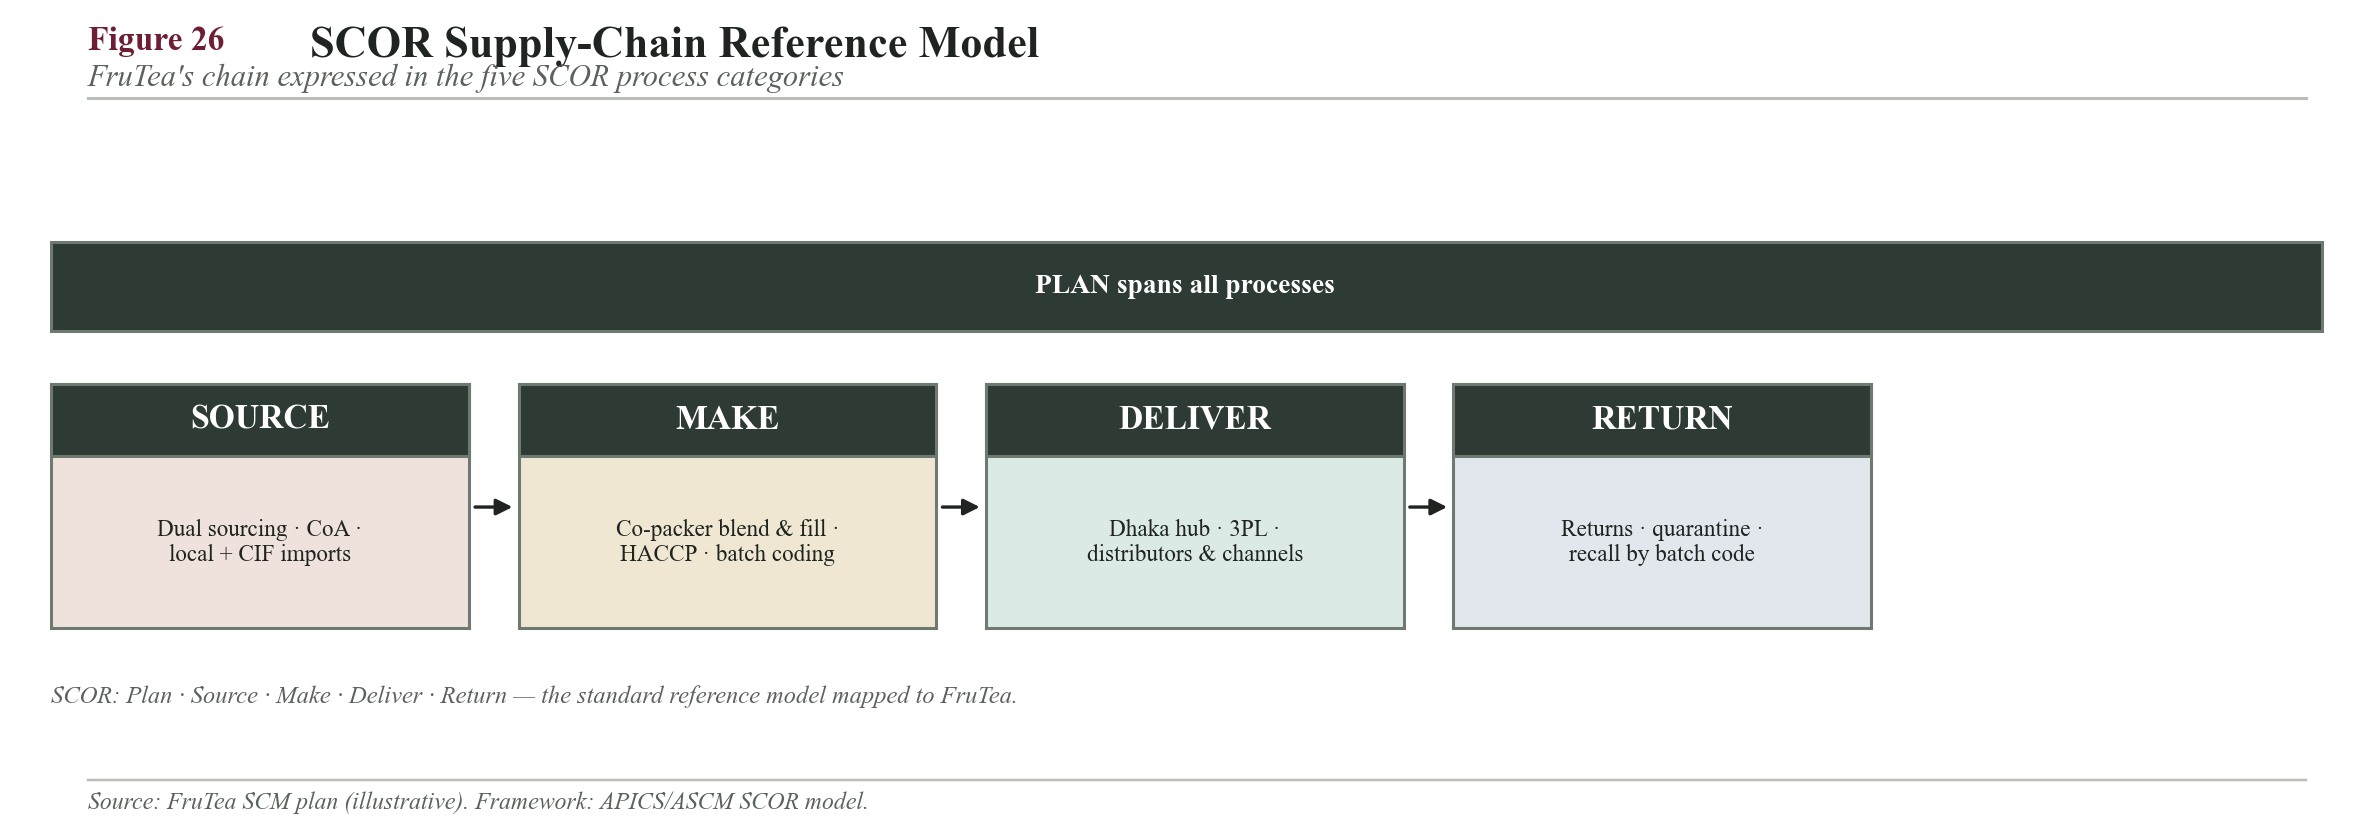 Figure 26 SCOR Supply-Chain Reference Model
FruTea's chain expressed in the five SCOR process categories
PLAN spans all processes
SOURCE
Dual sourcing · CoA ·
local + CIF imports
MAKE
Co-packer blend & fill ·
HACCP · batch coding
DELIVER
Dhaka hub · 3PL ·
distributors & channels
RETURN
Returns · quarantine ·
recall by batch code
SCOR: Plan · Source · Make · Deliver · Return — the standard reference model mapped to FruTea.
Source: FruTea SCM plan (illustrative). Framework: APICS/ASCM SCOR model.